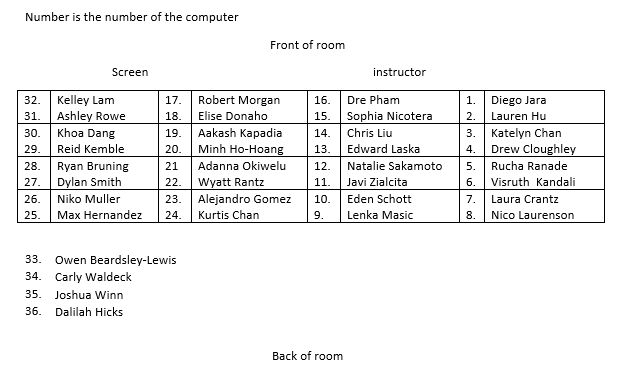 Number is the number of the computer
Front of room
Screen instructor
32. Kelley Lam 17. Robert Morgan 16. Dre Pham 1. Diego Jara
31. Ashley Rowe 18. Elise Donaho 15. Sophia Nicotera 2. Lauren Hu
30. Khoa Dang 19. Aakash Kapadia 14. Chris Liu 3. Katelyn Chan
29. Reid Kemble 20. Minh Ho-Hoang 13. Edward Laska 4. Drew Cloughley
28. Ryan Bruning 21 Adanna Okiwelu 12. Natalie Sakamoto 5. Rucha Ranade
27. Dylan Smith 22. Wyatt Rantz 11. Javi Zialcita 6. Visruth Kandali
26. Niko Muller 23. Alejandro Gomez 10. Eden Schott 7. Laura Crantz
25. Max Hernandez 24. Kurtis Chan 9. Lenka Masic 8. Nico Laurenson
33. Owen Beardsley-Lewis
34. Carly Waldeck
35. Joshua Winn
36. Dalilah Hicks
Back of room